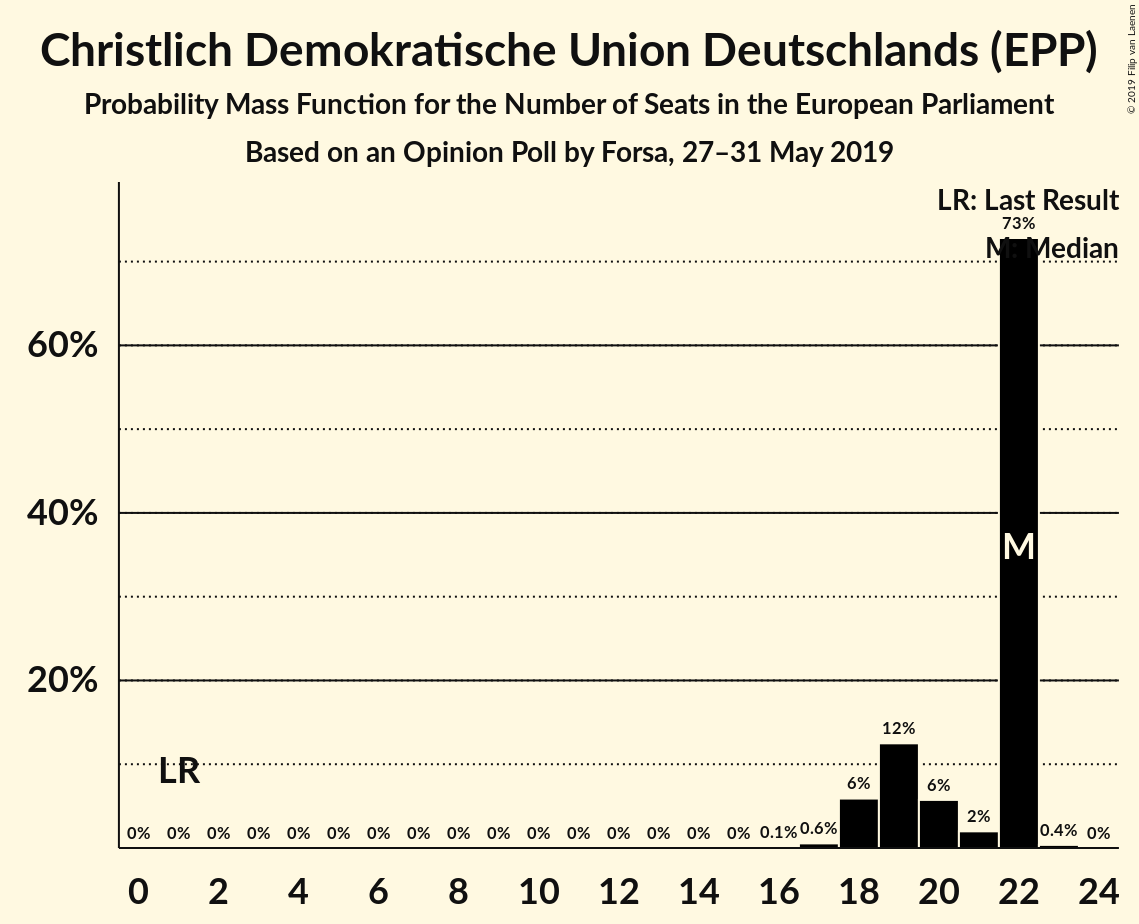 Christlich Demokratische Union Deutschlands (EPP)
Probability Mass Function for the Number of Seats in the European Parliament
Based on an Opinion Poll by Forsa, 27–31 May 2019
© 2019 Filip van Laenen
LR: Last Result
M: Median
60%
40%
20%
73%
M
LR
0% 0% 0% 0% 0% 0% 0% 0% 0% 0% 0% 0% 0% 0% 0% 0% 0.1% 0.6% 6% 12% 6% 2% 0.4% 0%
0 2 4 6 8 10 12 14 16 18 20 22 24